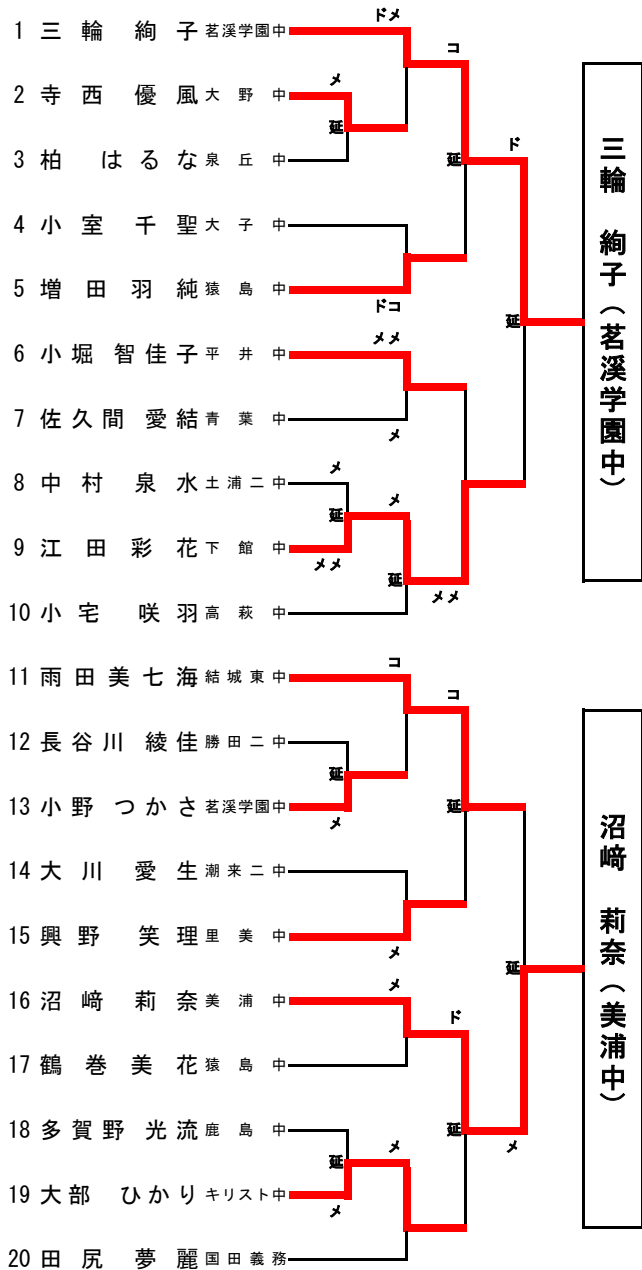 ドメ
1 三輪 絢子 茗溪学園中
コ
メ
2 寺西 優風 大野中
延
ド
3 柏 はるな 泉丘中
延
4 小室 千聖 大子中
5 増田 羽純 猿島中
ドコ
延
メメ
6 小堀 智佳子 平井中
7 佐久間 愛結 青葉中
メ
メ
8 中村 泉水 土浦二中
メ
延
9 江田 彩花 下館中
メメ
延
メメ
10 小宅 咲羽 高萩中
三輪 絢子(茗溪学園中)
コ
11 雨田 美七海 結城東中
コ
12 長谷川 綾佳 勝田二中
延
13 小野 つかさ 茗溪学園中
延
メ
14 大川 愛生 潮来二中
15 興野 笑理 里美中
メ
延
メ
16 沼﨑 莉奈 美浦中
ド
17 鶴巻 美花 猿島中
18 多賀野 光流 鹿島中
延
メ
メ
延
19 大部 ひかり キリスト中
メ
20 田尻 夢麗 国田義務
沼﨑 莉奈(美浦中)